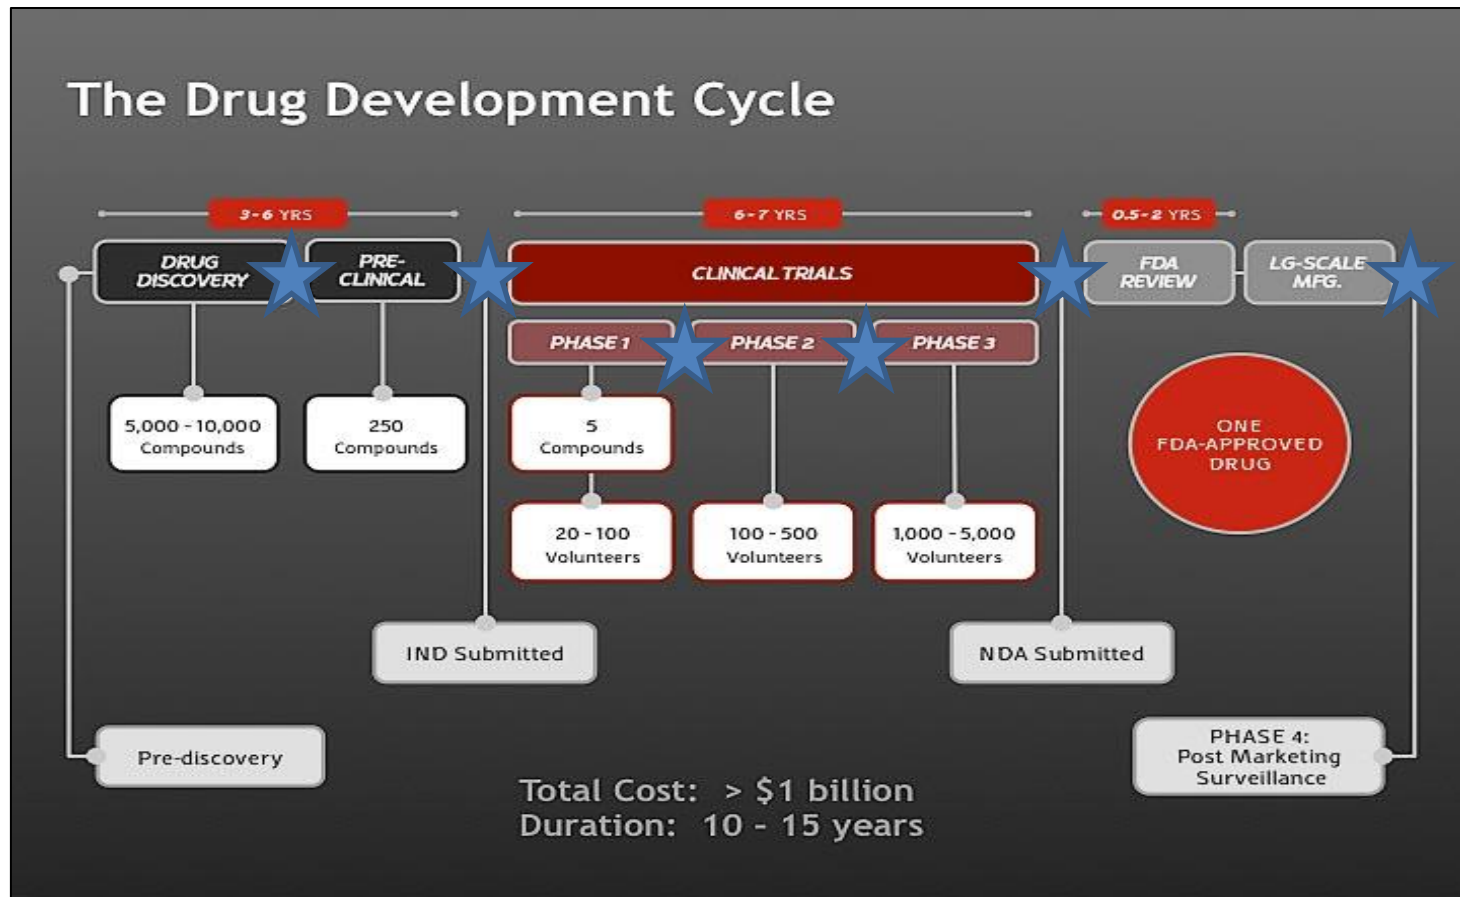 The Drug Development Cycle
3-6 YRS
6-7 YRS
0.5-2 YRS
DRUG
DISCOVERY
PRE-
CLINICAL
CLINICAL TRIALS
FDA
REVIEW
LG-SCALE
MFG.
PHASE 1
PHASE 2
PHASE 3
5,000 - 10,000
Compounds
250
Compounds
5
Compounds
ONE
FDA-APPROVED
DRUG
20 - 100
Volunteers
100 - 500
Volunteers
1,000 - 5,000
Volunteers
IND Submitted
NDA Submitted
Pre-discovery
PHASE 4:
Post Marketing
Surveillance
Total Cost: > $1 billion
Duration: 10 - 15 years